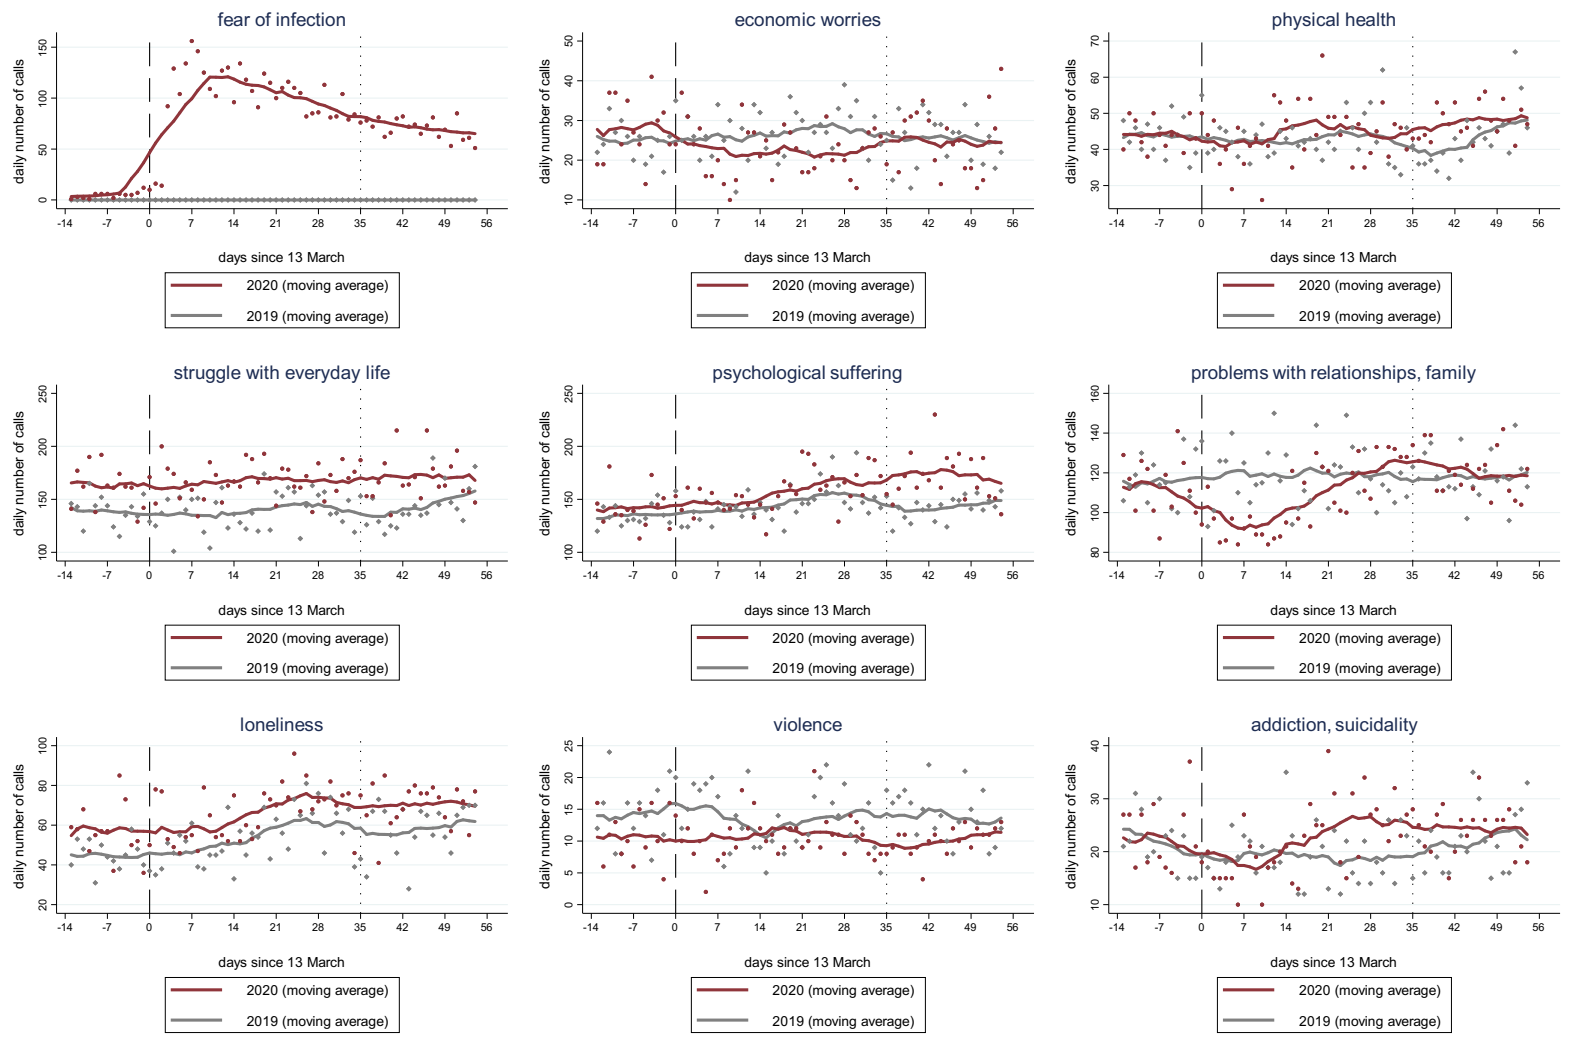 fear of infection
daily number of calls
150
100
50
0
-14 -7 0 7 14 21 28 35 42 49 56
days since 13 March
2020 (moving average)
2019 (moving average)
economic worries
daily number of calls
50
40
30
20
10
-14 -7 0 7 14 21 28 35 42 49 56
days since 13 March
2020 (moving average)
2019 (moving average)
physical health
daily number of calls
70
60
50
40
30
-14 -7 0 7 14 21 28 35 42 49 56
days since 13 March
2020 (moving average)
2019 (moving average)
struggle with everyday life
daily number of calls
250
200
150
100
-14 -7 0 7 14 21 28 35 42 49 56
days since 13 March
2020 (moving average)
2019 (moving average)
psychological suffering
daily number of calls
250
200
150
100
-14 -7 0 7 14 21 28 35 42 49 56
days since 13 March
2020 (moving average)
2019 (moving average)
problems with relationships, family
daily number of calls
160
140
120
100
80
-14 -7 0 7 14 21 28 35 42 49 56
days since 13 March
2020 (moving average)
2019 (moving average)
loneliness
daily number of calls
100
80
60
40
20
-14 -7 0 7 14 21 28 35 42 49 56
days since 13 March
2020 (moving average)
2019 (moving average)
violence
daily number of calls
25
20
15
10
5
0
-14 -7 0 7 14 21 28 35 42 49 56
days since 13 March
2020 (moving average)
2019 (moving average)
addiction, suicidality
daily number of calls
40
30
20
10
-14 -7 0 7 14 21 28 35 42 49 56
days since 13 March
2020 (moving average)
2019 (moving average)